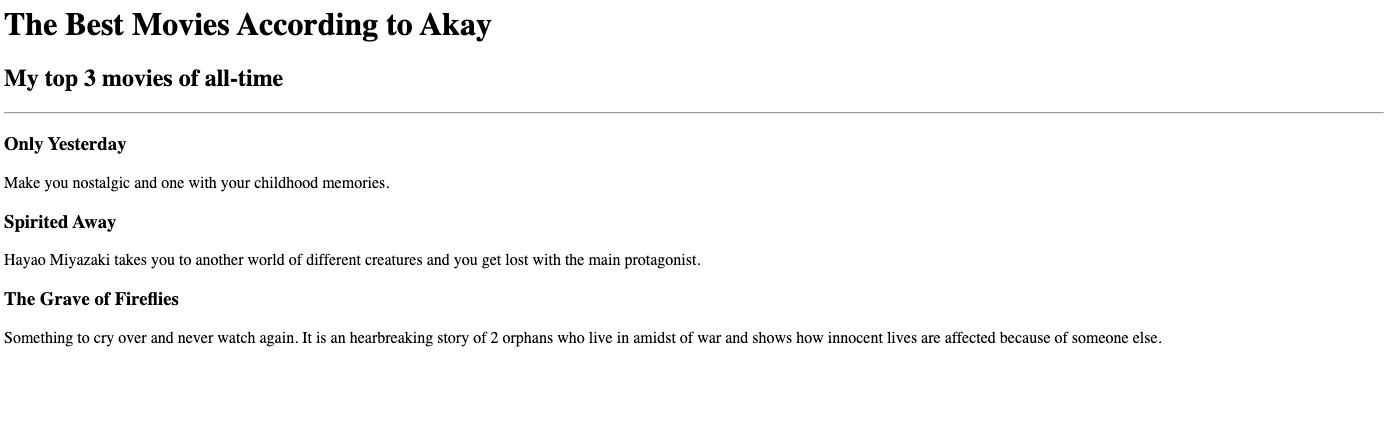 The Best Movies According to Akay
My top 3 movies of all-time
Only Yesterday
Make you nostalgic and one with your childhood memories.
Spirited Away
Hayao Miyazaki takes you to another world of different creatures and you get lost with the main protagonist.
The Grave of Fireflies
Something to cry over and never watch again. It is an hearbreaking story of 2 orphans who live in amidst of war and shows how innocent lives are affected because of someone else.